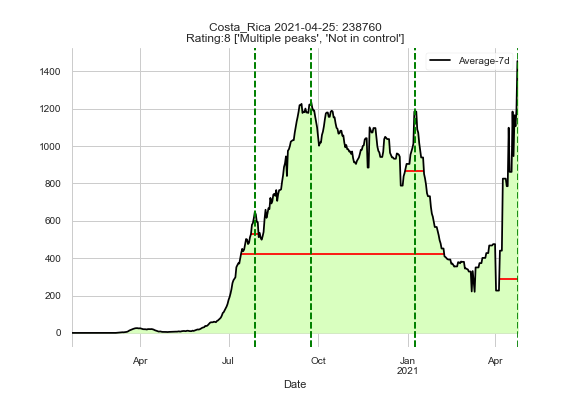 Costa_Rica 2021-04-25: 238760
Rating:8 ['Multiple peaks', 'Not in control']
Average-7d
1400
1200
1000
800
600
400
200
0
Apr
Jul
Oct
Jan
2021
Apr
Date